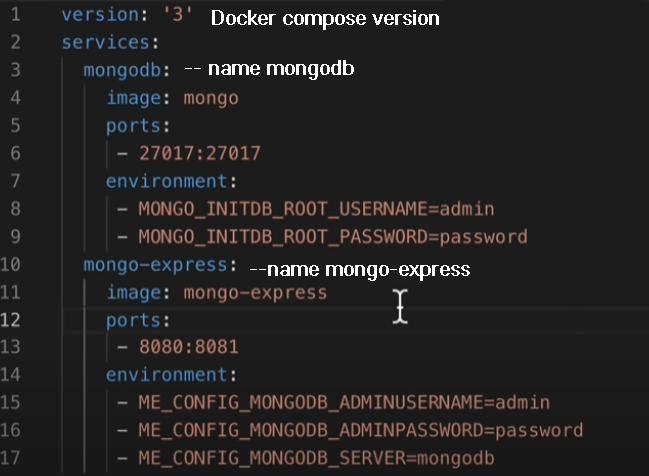 1 version: '3' Docker compose version
2 services:
3 mongodb: -- name mongodb
4 image: mongo
5 ports:
6 - 27017:27017
7 environment:
8 - MONGO_INITDB_ROOT_USERNAME=admin
9 - MONGO_INITDB_ROOT_PASSWORD=password
10 mongo-express: --name mongo-express
11 image: mongo-express
12 ports:
13 - 8080:8081
14 environment:
15 - ME_CONFIG_MONGODB_ADMINUSERNAME=admin
16 - ME_CONFIG_MONGODB_ADMINPASSWORD=password
17 - ME_CONFIG_MONGODB_SERVER=mongodb